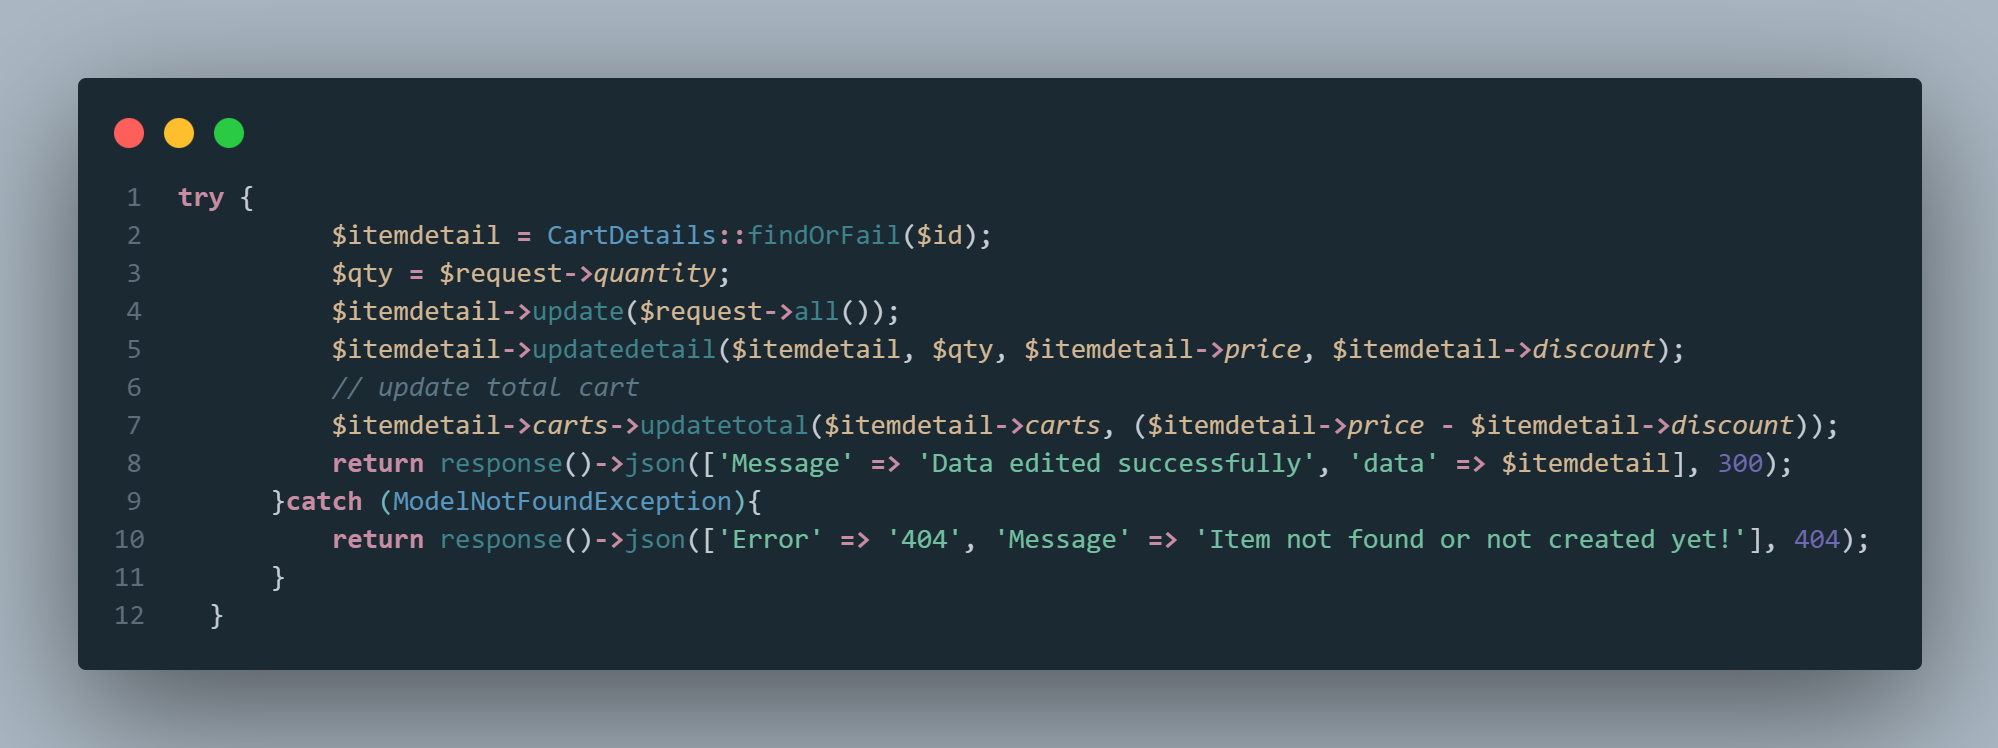 1 try {
2 $itemdetail = CartDetails::findOrFail($id);
3 $qty = $request->quantity;
4 $itemdetail->update($request->all());
5 $itemdetail->updatedetail($itemdetail, $qty, $itemdetail->price, $itemdetail->discount);
6 // update total cart
7 $itemdetail->carts->updatetotal($itemdetail->carts, ($itemdetail->price - $itemdetail->discount));
8 return response()->json(['Message' => 'Data edited successfully', 'data' => $itemdetail], 300);
9 }catch (ModelNotFoundException){
10 return response()->json(['Error' => '404', 'Message' => 'Item not found or not created yet!'], 404);
11 }
12 }